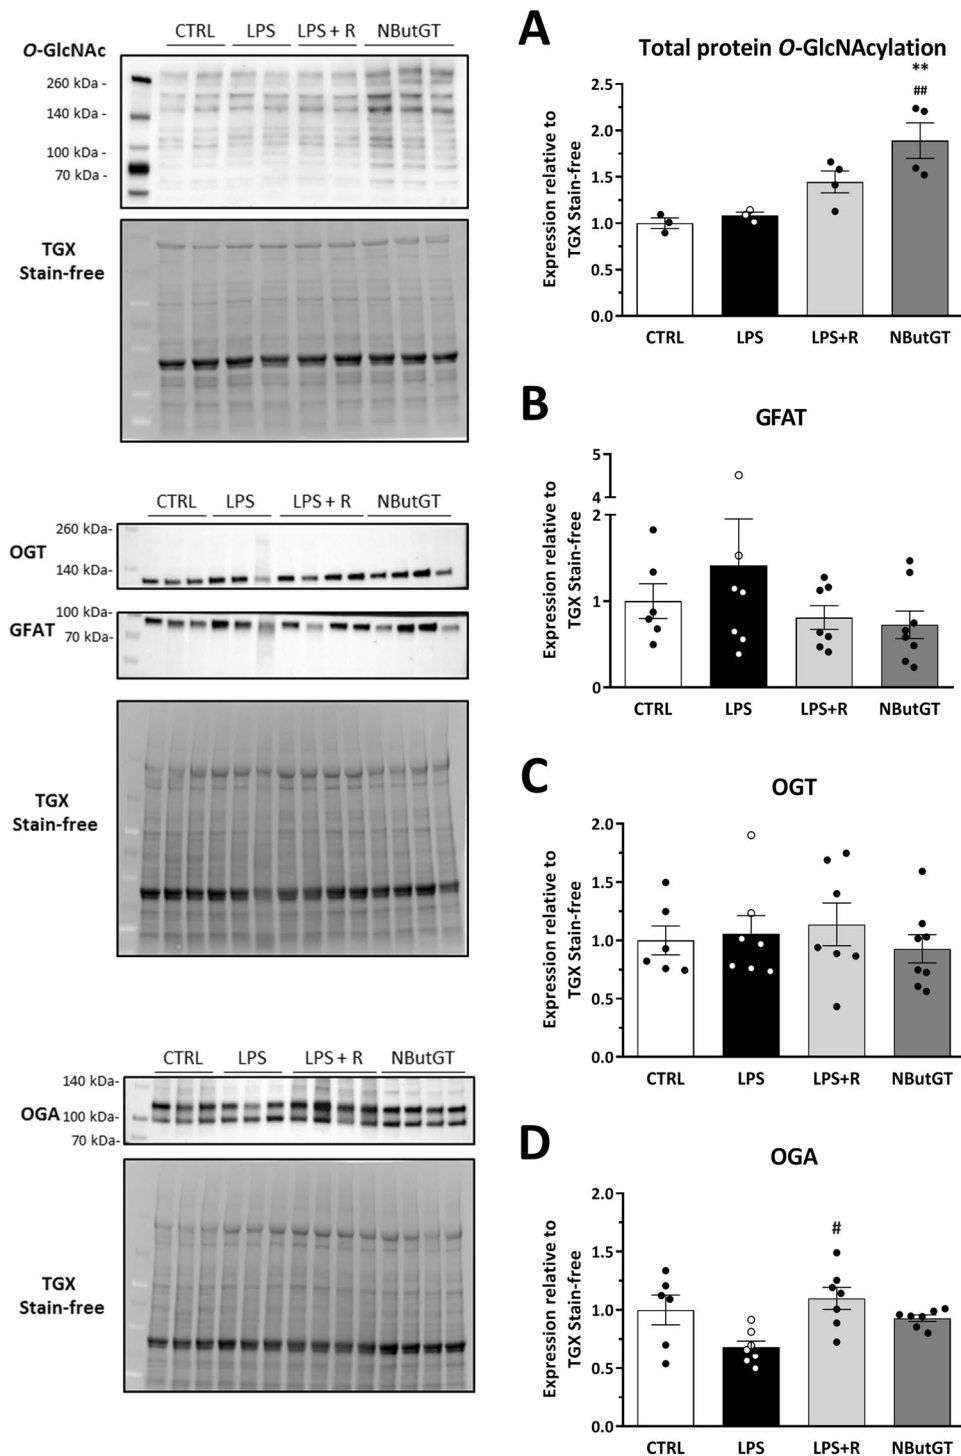 CTRL LPS LPS + R NButGT
O-GlcNAc
260 kDa -
140 kDa -
100 kDa -
70 kDa -
TGX
Stain-free
CTRL LPS LPS + R NButGT
260 kDa-
OGT
140 kDa-
100 kDa-
GFAT
70 kDa-
TGX
Stain-free
CTRL LPS LPS + R NButGT
140 kDa-
OGA
100 kDa-
70 kDa-
TGX
Stain-free
A
Total protein O-GlcNAcylation
**
##
Expression relative to
TGX Stain-free
2.5
2.0
1.5
1.0
0.5
0.0
CTRL LPS LPS+R NButGT
B
GFAT
Expression relative to
TGX Stain-free
5
4
2
1
0
CTRL LPS LPS+R NButGT
C
OGT
Expression relative to
TGX Stain-free
2.0
1.5
1.0
0.5
0.0
CTRL LPS LPS+R NButGT
D
OGA
#
Expression relative to
TGX Stain-free
2.0
1.5
1.0
0.5
0.0
CTRL LPS LPS+R NButGT